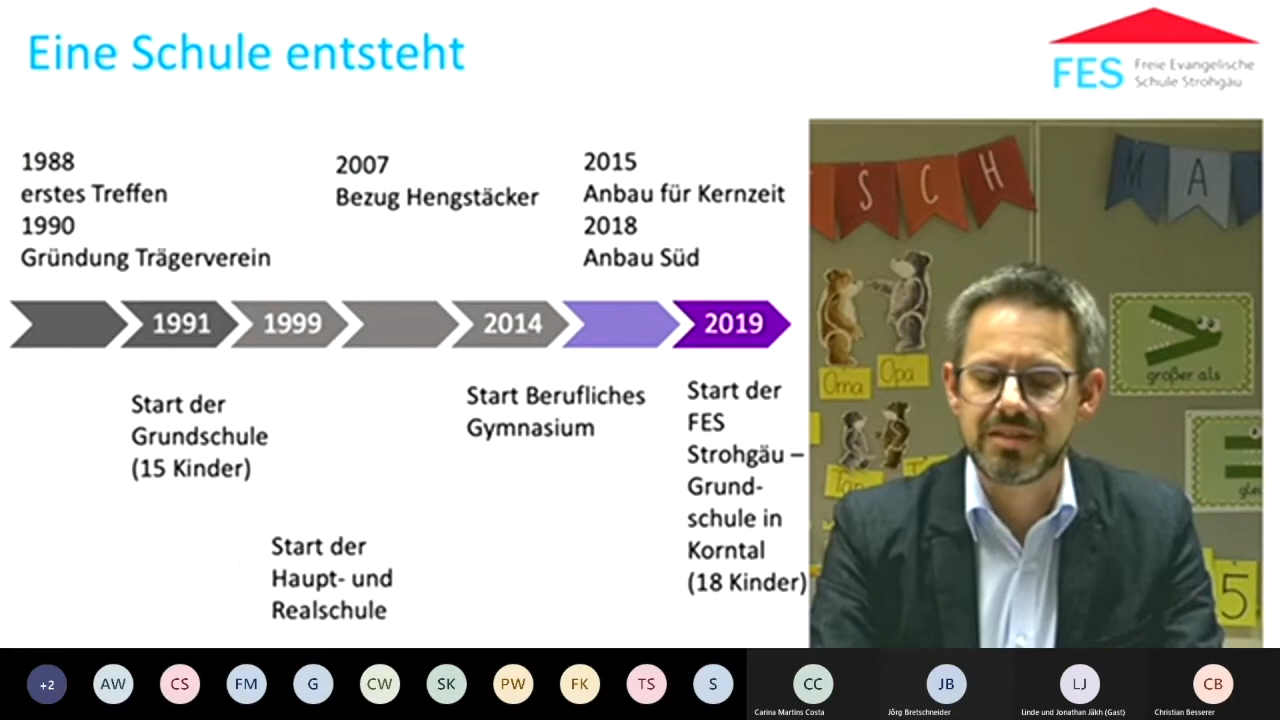 Eine Schule entsteht
FES
Freie Evangelische
Schule Strohgäu
1988
erstes Treffen
1990
Gründung Trägerverein
2007
Bezug Hengstäcker
2015
Anbau für Kernzeit
2018
Anbau Süd
1991
1999
2014
2019
Start der
Grundschule
(15 Kinder)
Start der
Haupt- und
Realschule
Start Berufliches
Gymnasium
Start der
FES
Strohgäu –
Grund-
schule in
Korntal
(18 Kinder)
SCH
MA
Oma
Opa
größer als
5
+2
AW
CS
FM
G
CW
SK
PW
FK
TS
S
CC
JB
LJ
CB
Carina Martins Costa
Jörg Bretschneider
Linde und Jonathan Jäkh (Gast)
Christian Besserer